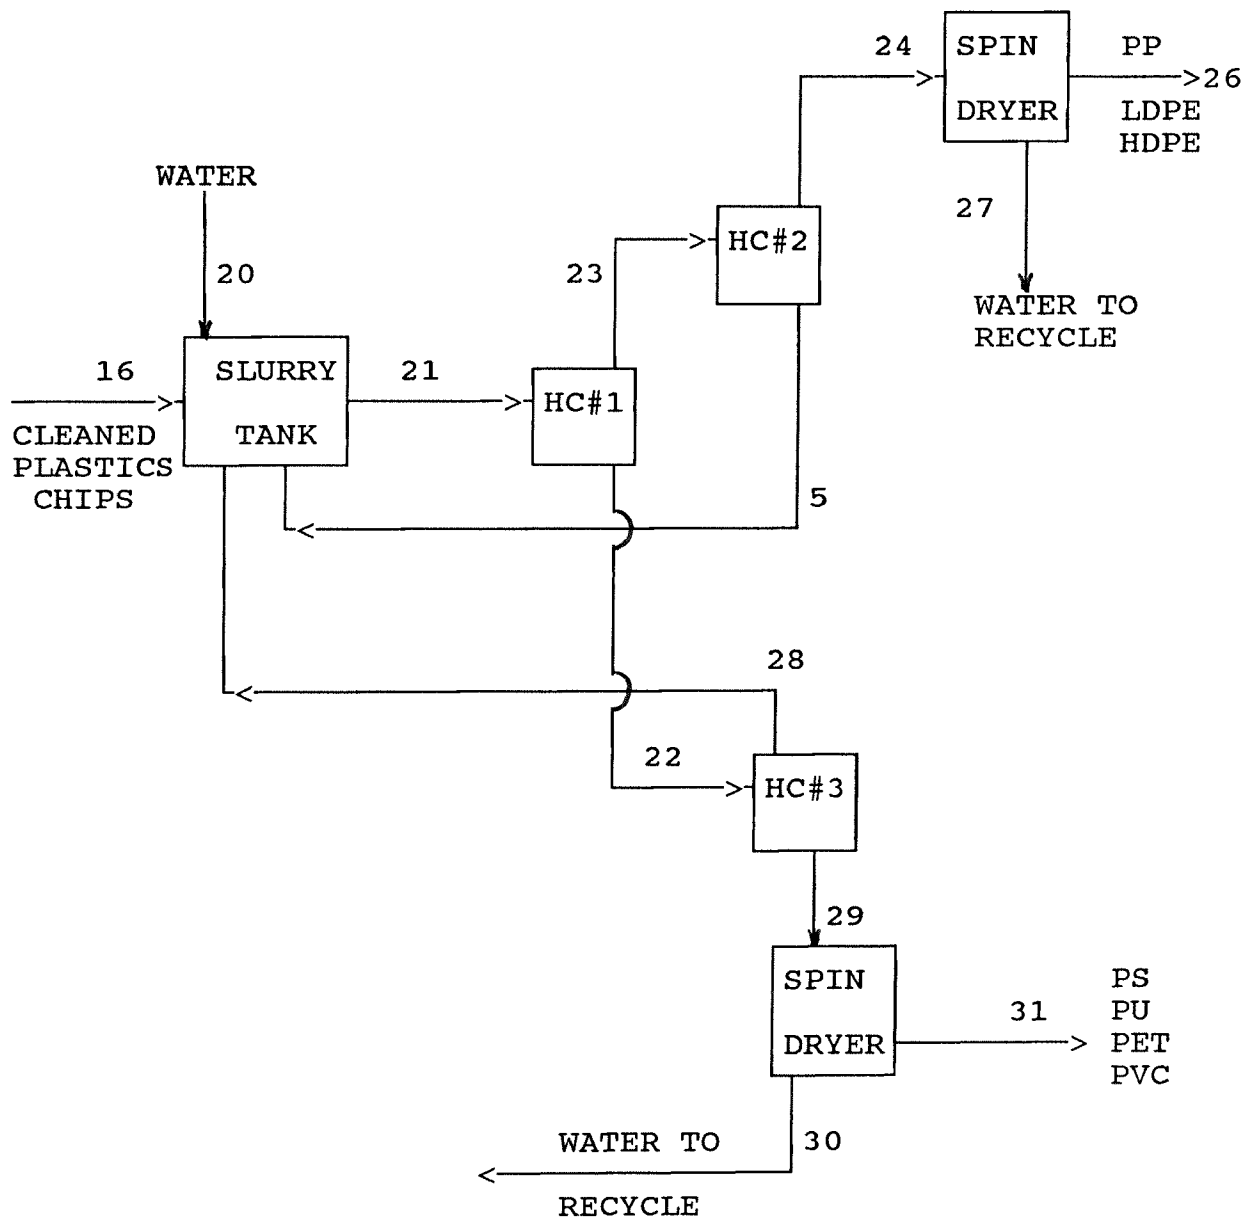 24
SPIN
DRYER
PP
26
LDPE
HDPE
27
WATER TO
RECYCLE
WATER
20
23
HC#2
16
SLURRY
TANK
21
HC#1
CLEANED
PLASTICS
CHIPS
5
28
22
HC#3
29
SPIN
DRYER
31
PS
PU
PET
PVC
WATER TO
30
RECYCLE